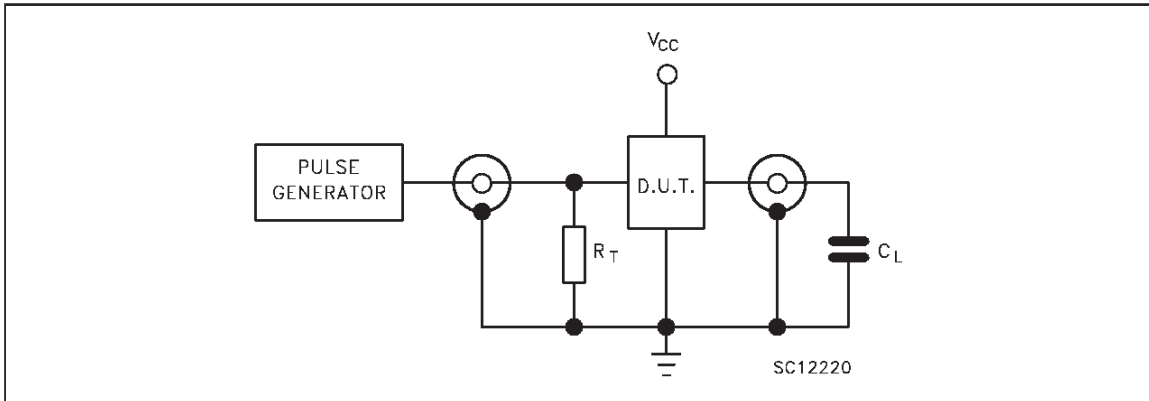 VCC
PULSE
GENERATOR
D.U.T.
RT
CL
SC12220